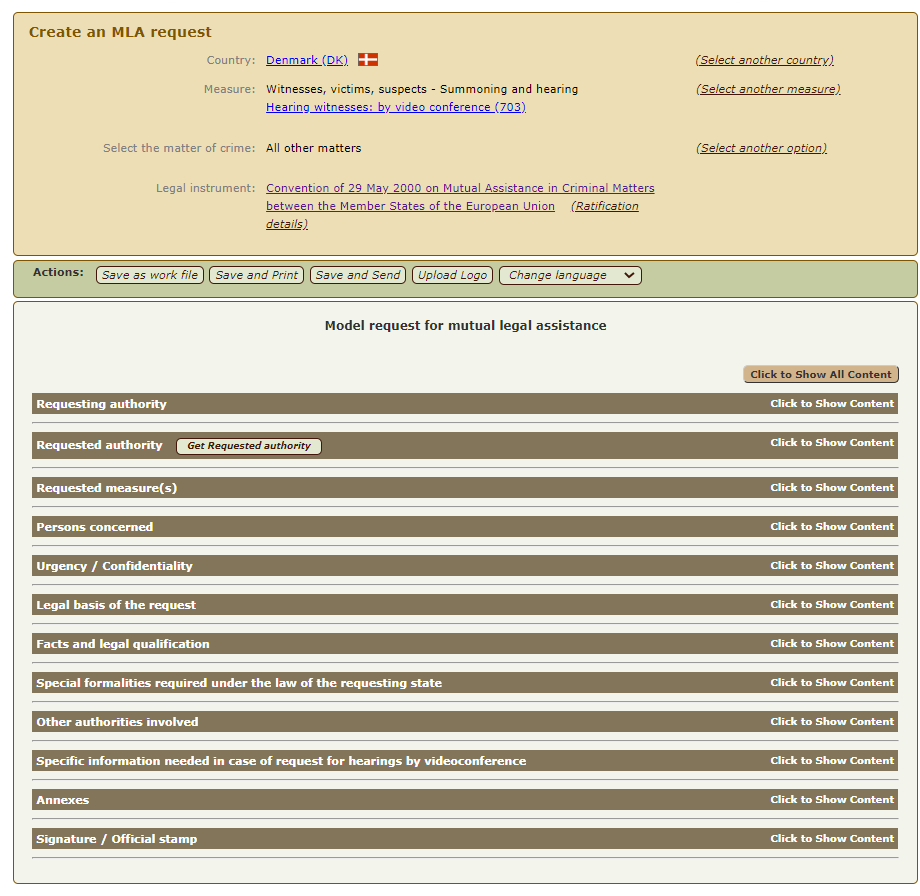 Create an MLA request
Country: Denmark (DK) (Select another country)
Measure: Witnesses, victims, suspects - Summoning and hearing (Select another measure)
Hearing witnesses: by video conference (703)
Select the matter of crime: All other matters (Select another option)
Legal instrument: Convention of 29 May 2000 on Mutual Assistance in Criminal Matters
between the Member States of the European Union (Ratification
details)
Actions: Save as work file Save and Print Save and Send Upload Logo Change language
Model request for mutual legal assistance
Click to Show All Content
Requesting authority Click to Show Content
Requested authority Get Requested authority Click to Show Content
Requested measure(s) Click to Show Content
Persons concerned Click to Show Content
Urgency / Confidentiality Click to Show Content
Legal basis of the request Click to Show Content
Facts and legal qualification Click to Show Content
Special formalities required under the law of the requesting state Click to Show Content
Other authorities involved Click to Show Content
Specific information needed in case of request for hearings by videoconference Click to Show Content
Annexes Click to Show Content
Signature / Official stamp Click to Show Content